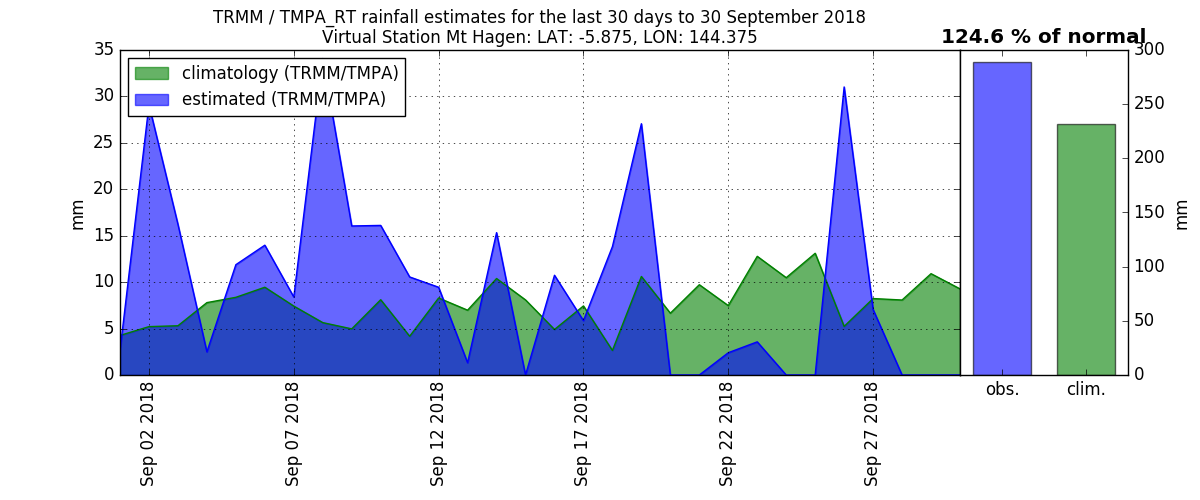 TRMM / TMPA_RT rainfall estimates for the last 30 days to 30 September 2018
Virtual Station Mt Hagen: LAT: -5.875, LON: 144.375
124.6 % of normal
climatology (TRMM/TMPA)
estimated (TRMM/TMPA)
35
30
25
20
15
10
5
0
mm
Sep 02 2018
Sep 07 2018
Sep 12 2018
Sep 17 2018
Sep 22 2018
Sep 27 2018
obs.
clim.
300
250
200
150
100
50
0
mm